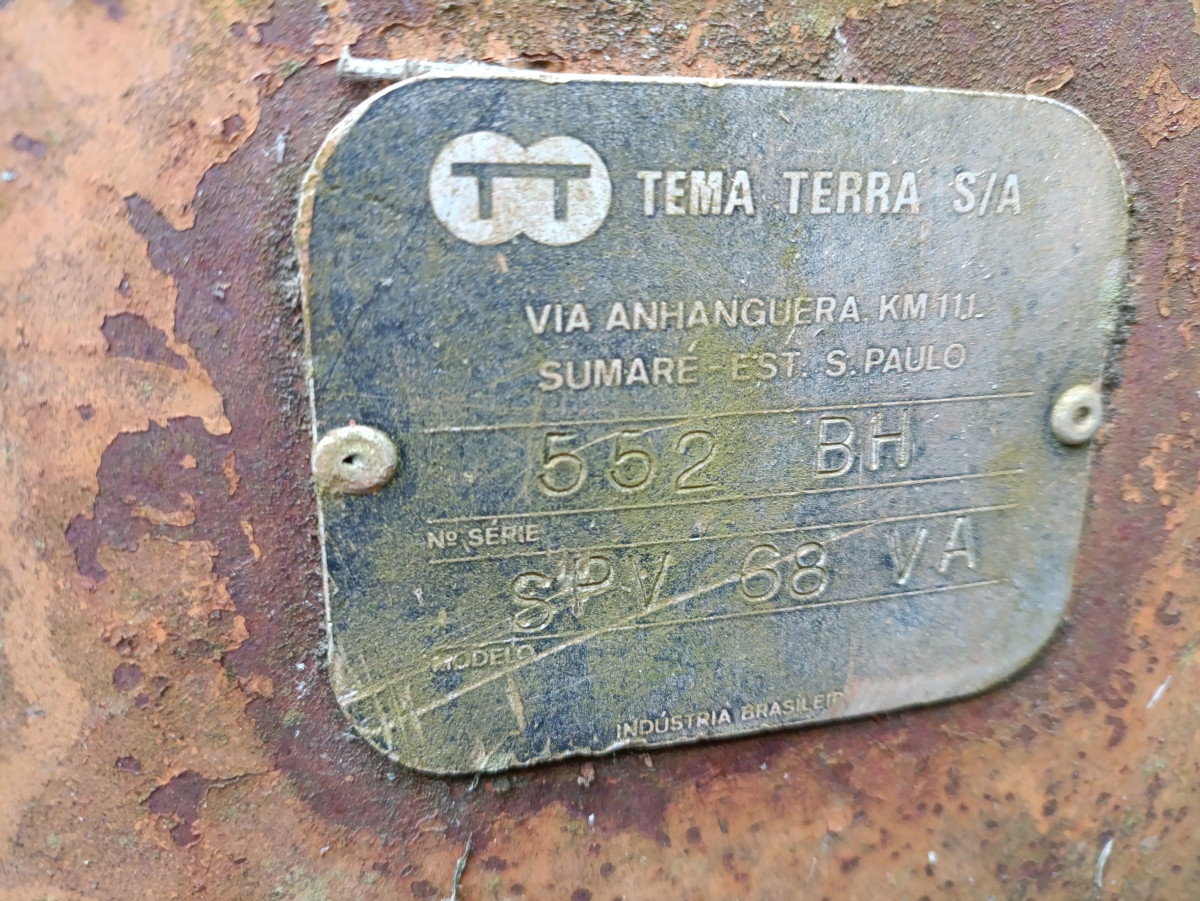 TT TEMA TERRA S/A
VIA ANHANGUERA, KM 111
SUMARÉ - EST. S. PAULO
552 BH
Nº SÉRIE
SPV 68 VA
MODELO
INDÚSTRIA